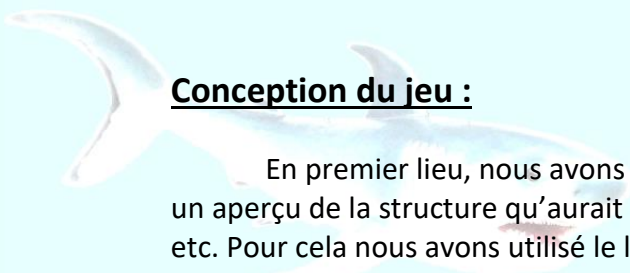 Conception du jeu :
En premier lieu, nous avons
un aperçu de la structure qu’aurait
etc. Pour cela nous avons utilisé le